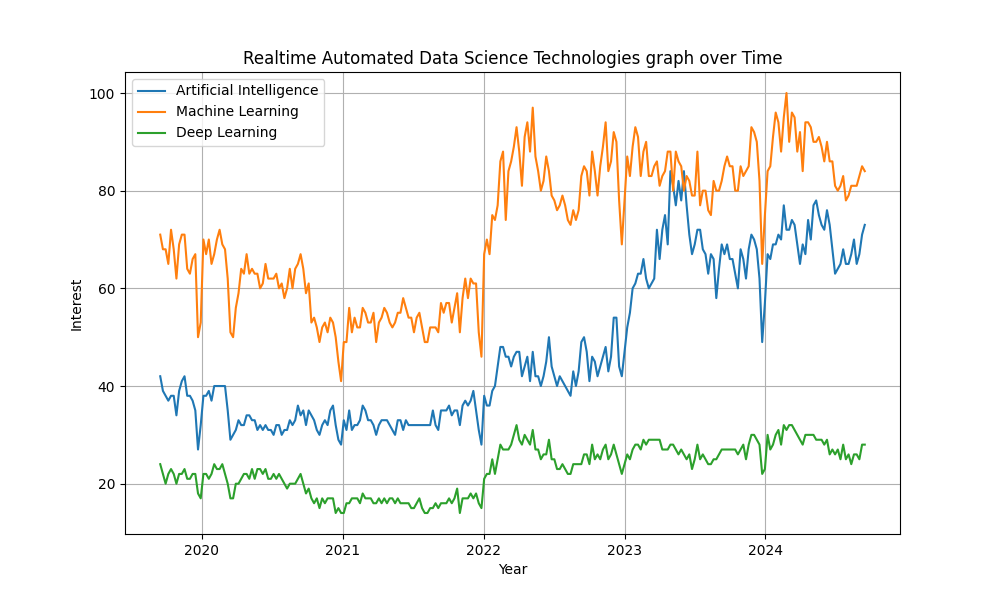 Realtime Automated Data Science Technologies graph over Time
Artificial Intelligence
Machine Learning
Deep Learning
100
80
60
40
20
Interest
2020 2021 2022 2023 2024
Year